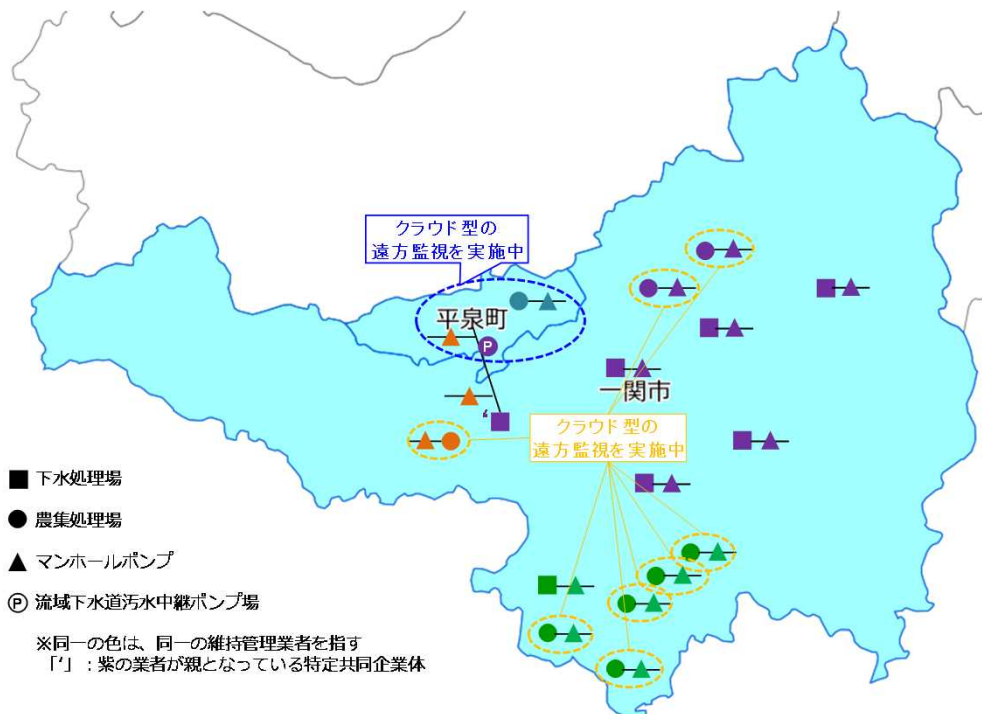 クラウド型の
遠方監視を実施中
平泉町
P
一関市
‘
クラウド型の
遠方監視を実施中
■ 下水処理場
● 農集処理場
▲ マンホールポンプ
Ⓟ 流域下水道汚水中継ポンプ場
※同一の色は、同一の維持管理業者を指す
「‘」:紫の業者が親となっている特定共同企業体